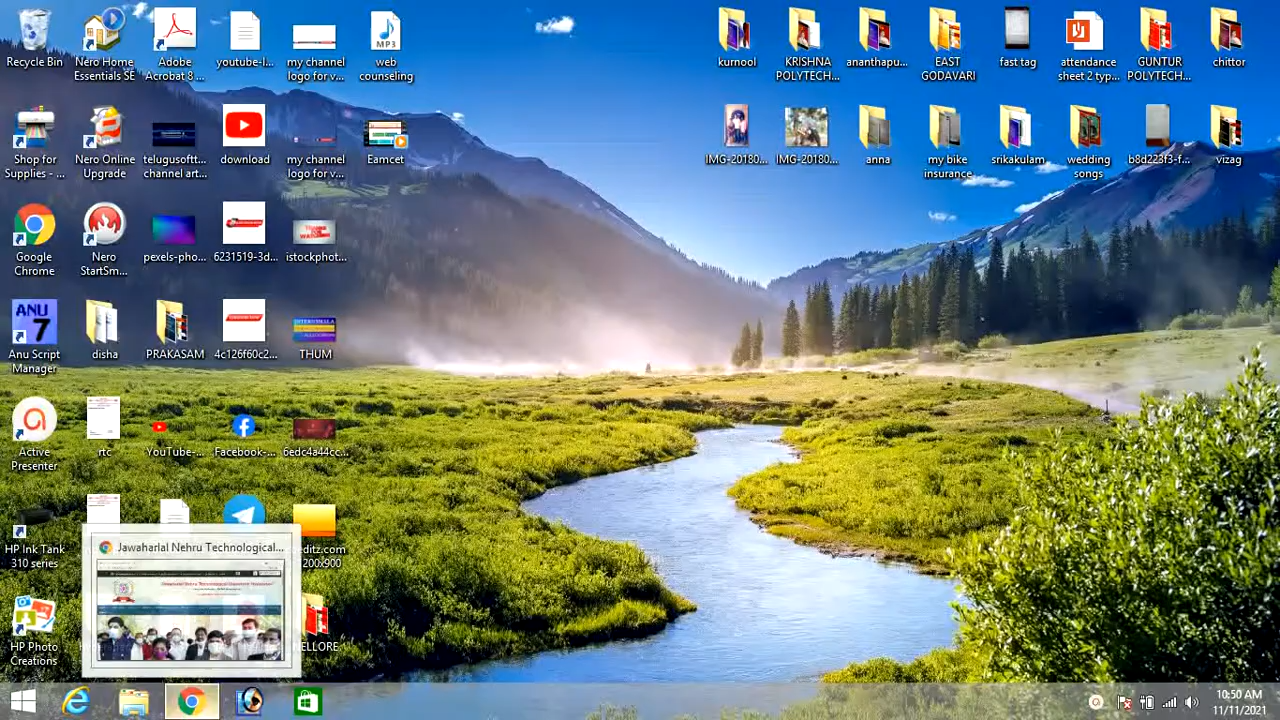 Recycle Bin
Nero Home
Essentials SE
Adobe
Acrobat 8 ...
youtube-l...
my channel
logo for v...
MP3
web
counseling
kurnool
KRISHNA
POLYTECH...
ananthapu...
EAST
GODAVARI
fast tag
attendance
sheet 2 typ...
GUNTUR
POLYTECH...
chittor
Shop for
Supplies - ...
Nero Online
Upgrade
telugusoftt...
channel art...
download
my channel
logo for v...
Eamcet
IMG-20180...
IMG-20180...
anna
my bike
insurance
srikakulam
wedding
songs
b8d223f3-f...
vizag
Google
Chrome
Nero
StartSm...
pexels-pho...
6231519-3d...
istockphot...
ANU
7
Anu Script
Manager
disha
PRAKASAM
4c126f60c2...
THUM
Active
Presenter
rtc
YouTube-...
Facebook-...
6edc4a44cc...
HP Ink Tank
310 series
editz.com
200x900
Jawaharlal Nehru Technological...
HP Photo
Creations
ELLORE
10:50 AM
11/11/2021